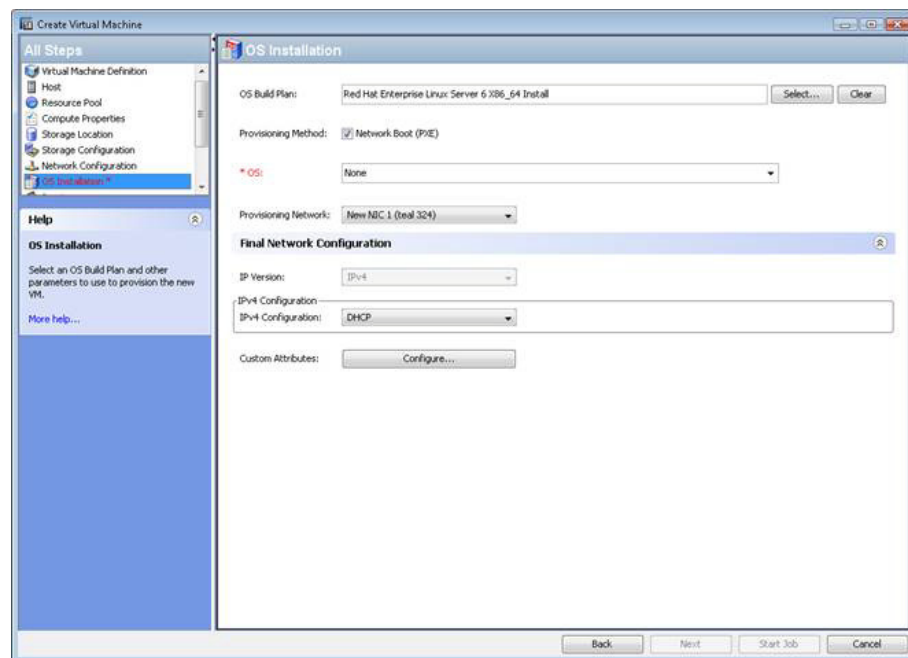 Create Virtual Machine
All Steps
Virtual Machine Definition
Host
Resource Pool
Compute Properties
Storage Location
Storage Configuration
Network Configuration
OS Installation *
Help
OS Installation
Select an OS Build Plan and other
parameters to use to provision the new
VM.
More help...
OS Installation
OS Build Plan:
Red Hat Enterprise Linux Server 6 X86_64 Install
Select...
Clear
Provisioning Method:
Network Boot (PXE)
* OS:
None
Provisioning Network:
New NIC 1 (teal 324)
Final Network Configuration
IP Version:
IPv4
IPv4 Configuration
IPv4 Configuration:
DHCP
Custom Attributes:
Configure...
Back
Next
Start Job
Cancel